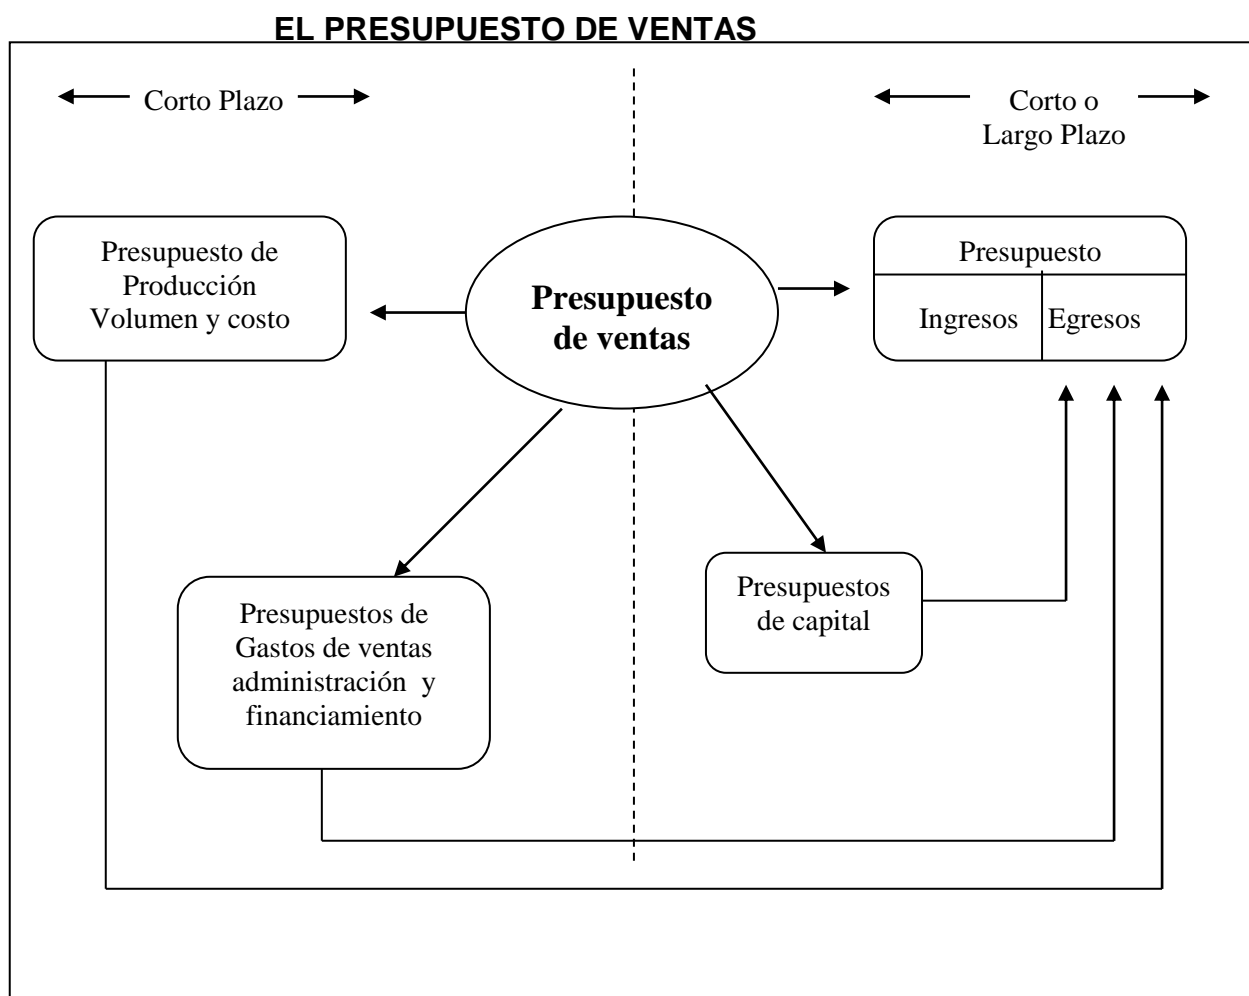 EL PRESUPUESTO DE VENTAS
Corto Plazo
Corto o
Largo Plazo
Presupuesto de
Producción
Volumen y costo
Presupuesto
de ventas
Presupuesto
Ingresos
Egresos
Presupuestos de
Gastos de ventas
administración y
financiamiento
Presupuestos
de capital